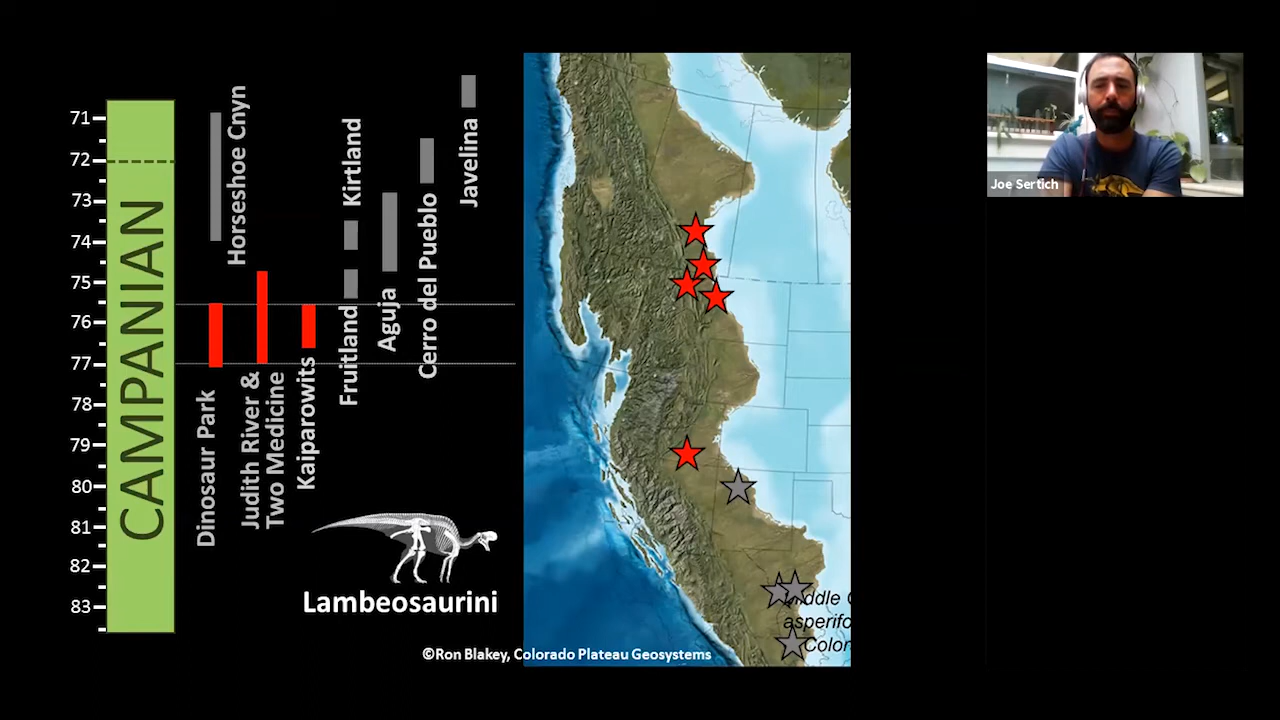 71
72
73
74
75
76
77
78
79
80
81
82
83
CAMPANIAN
Dinosaur Park
Horseshoe Cnyn
Judith River &
Two Medicine
Kaiparowits
Fruitland
Kirtland
Aguja
Cerro del Pueblo
Javelina
Lambeosaurini
©Ron Blakey, Colorado Plateau Geosystems
asperifo
Color
Joe Sertich